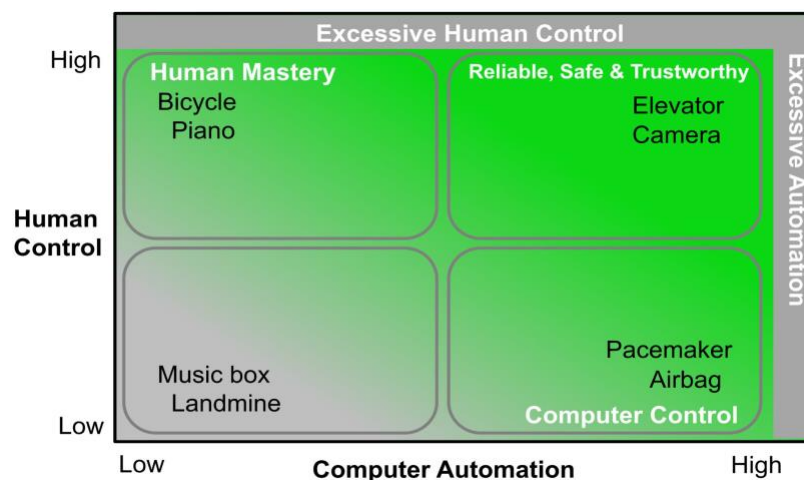 Excessive Human Control
High
Human Mastery
Bicycle
Piano
Reliable, Safe & Trustworthy
Elevator
Camera
Excessive Automation
Human
Control
Music box
Landmine
Pacemaker
Airbag
Computer Control
Low
Low
Computer Automation
High